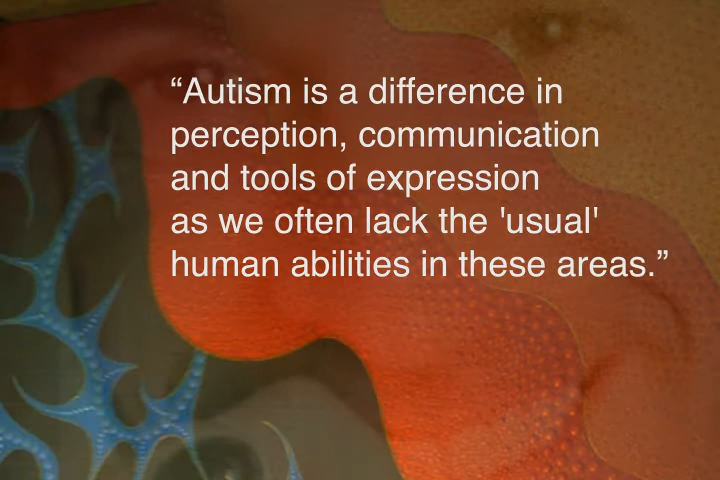 “Autism is a difference in
perception, communication
and tools of expression
as we often lack the 'usual'
human abilities in these areas.”